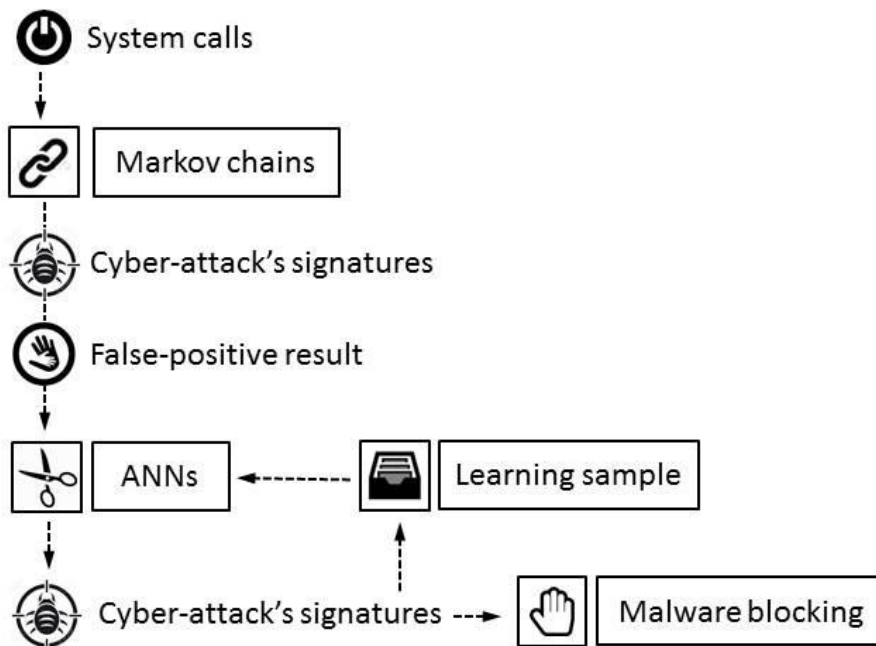 System calls
Markov chains
Cyber-attack’s signatures
False-positive result
ANNs
Learning sample
Cyber-attack’s signatures
Malware blocking